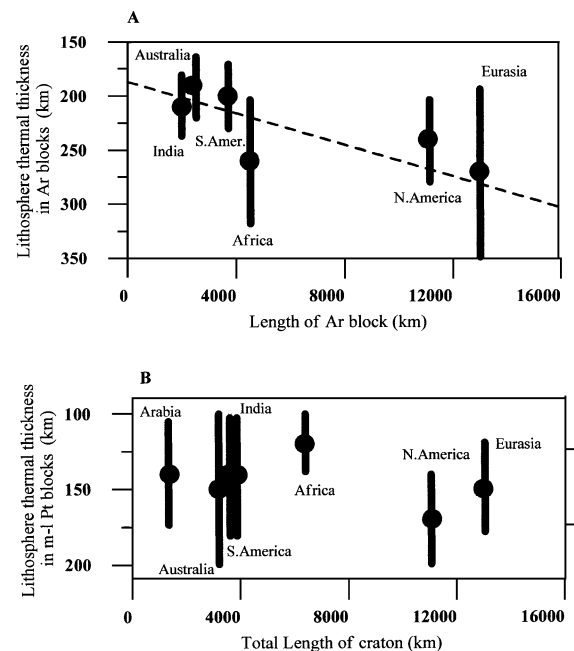 A
Lithosphere thermal thickness
in Ar blocks (km)
150
200
250
300
350
Australia
India
S.Amer.
Africa
N.America
Eurasia
0 4000 8000 12000 16000
Length of Ar block (km)
B
Lithosphere thermal thickness
in m-l Pt blocks (km)
100
150
200
Arabia
India
Australia
S.America
Africa
N.America
Eurasia
0 4000 8000 12000 16000
Total Length of craton (km)